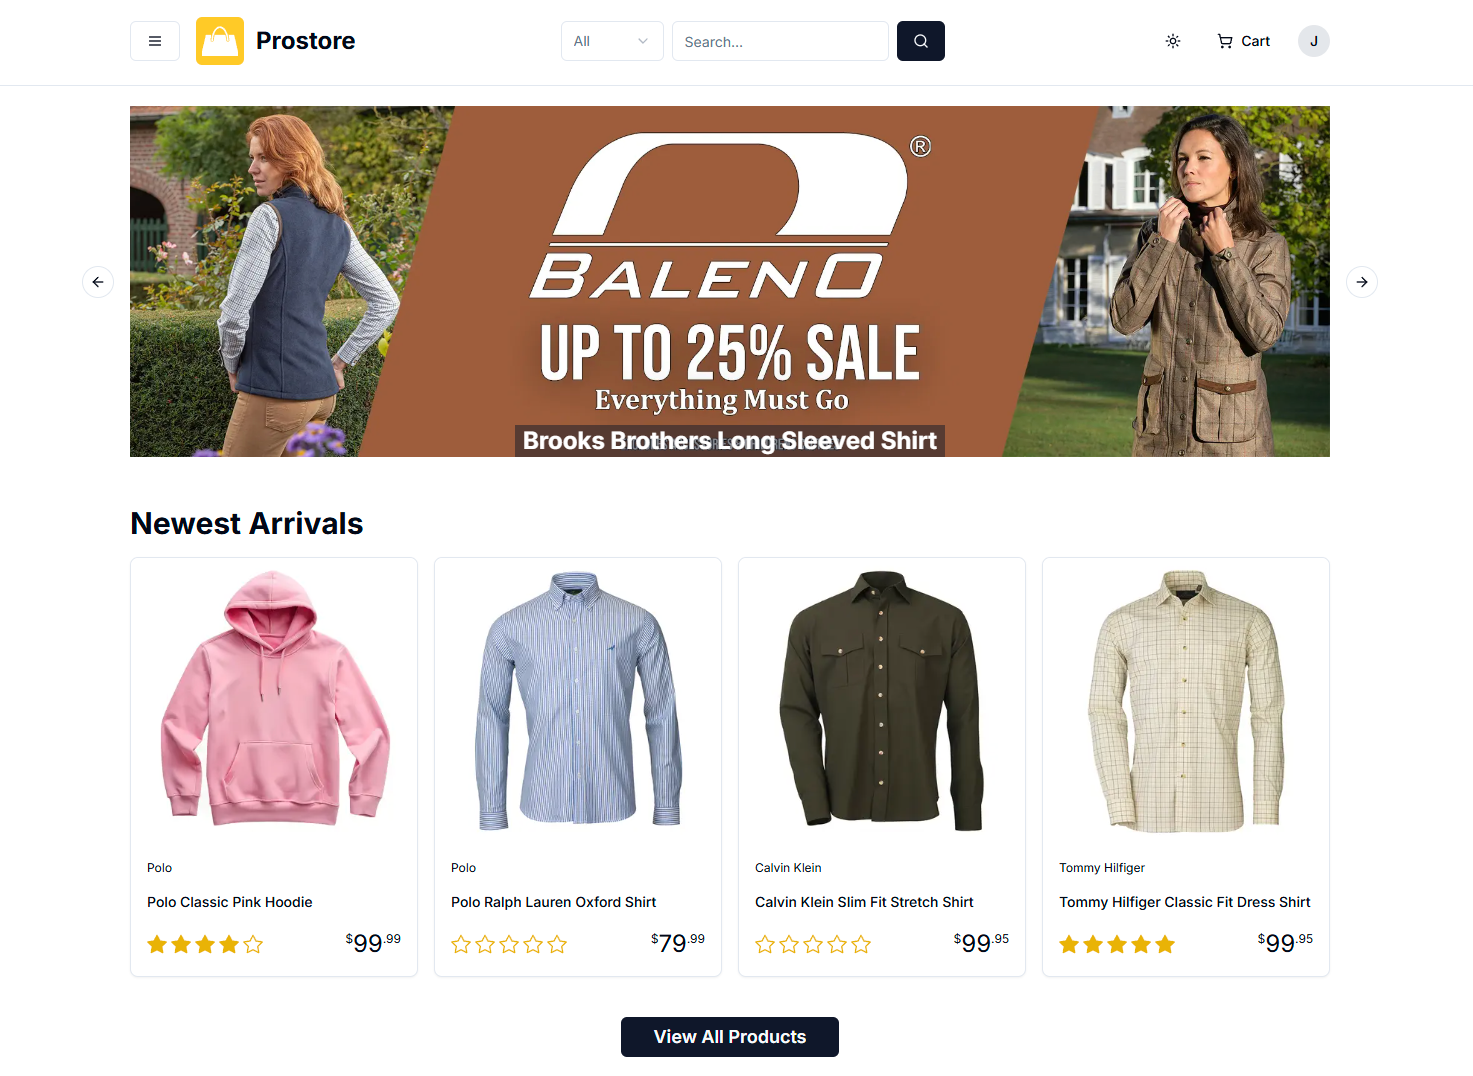 Prostore
All
Search...
Cart
J
®
BALENO
UP TO 25% SALE
Everything Must Go
Brooks Brothers Long Sleeved Shirt
Newest Arrivals
Polo
Polo Classic Pink Hoodie
$99.99
Polo
Polo Ralph Lauren Oxford Shirt
$79.99
Calvin Klein
Calvin Klein Slim Fit Stretch Shirt
$99.95
Tommy Hilfiger
Tommy Hilfiger Classic Fit Dress Shirt
$99.95
View All Products